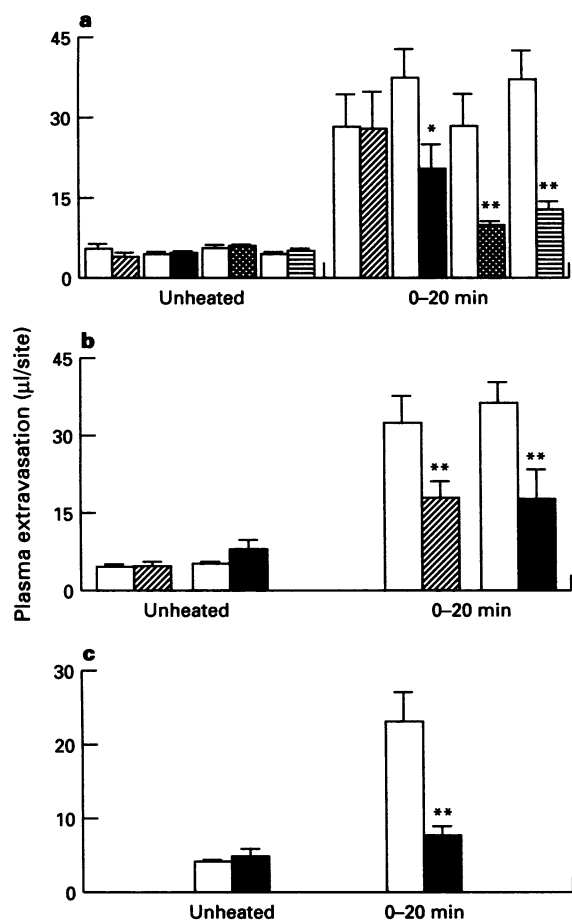 a
45
30
15
0
*
**
**
Unheated
0–20 min
Plasma extravasation (µl/site)
b
45
30
15
0
**
**
Unheated
0–20 min
c
30
20
10
0
**
Unheated
0–20 min